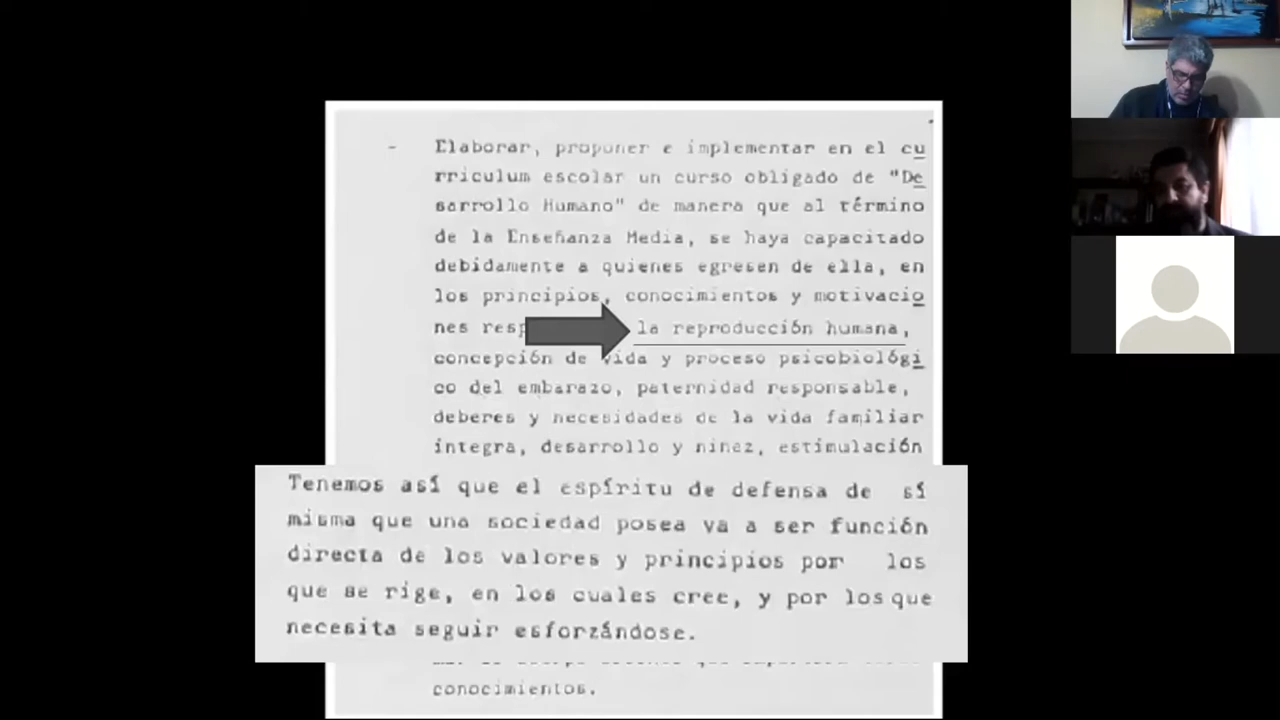 - Elaborar, proponer e implementar en el cu
rriculum escolar un curso obligado de "De
sarrollo Humano" de manera que al término
de la Enseñanza Media, se haya capacitado
debidamente a quienes egresen de ella, en
los principios, conocimientos y motivacio
nes la reproducción humana,
concepción de vida y proceso psicobiológi
co del embarazo, paternidad responsable,
deberes y necesidades de la vida familiar
íntegra, desarrollo y niñez, estimulación
Tenemos así que el espíritu de defensa de sí
misma que una sociedad posea va a ser función
directa de los valores y principios por los
que se rige, en los cuales cree, y por los que
necesita seguir esforzándose.
conocimientos.